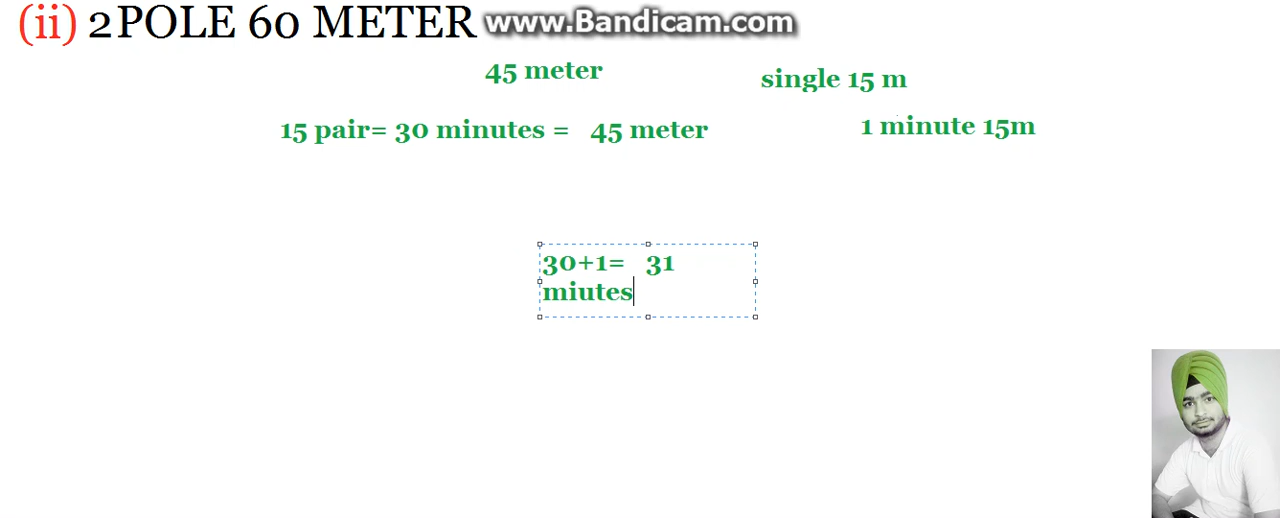 (ii) 2POLE 60 METER www.Bandicam.com
45 meter single 15 m
15 pair= 30 minutes = 45 meter 1 minute 15m
30+1= 31
miutes